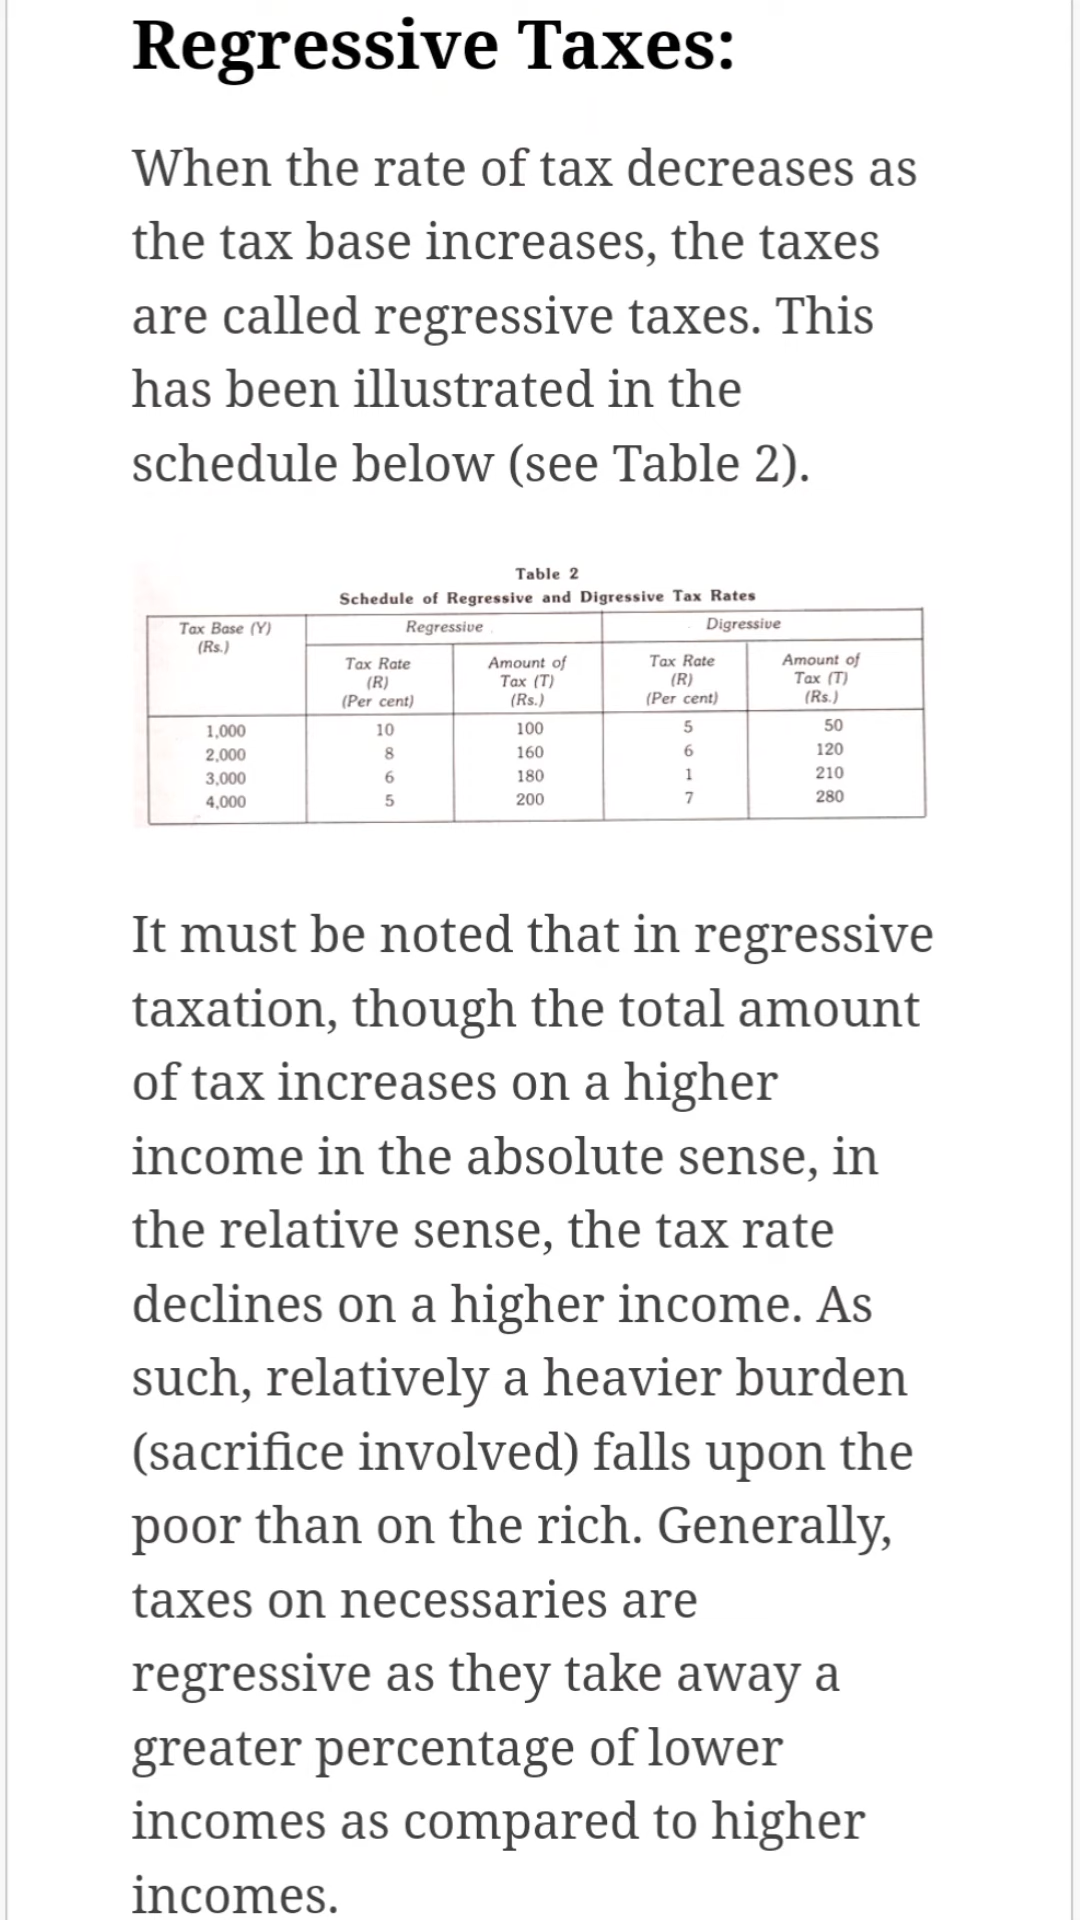 Regressive Taxes:
When the rate of tax decreases as
the tax base increases, the taxes
are called regressive taxes. This
has been illustrated in the
schedule below (see Table 2).
Table 2
Schedule of Regressive and Digressive Tax Rates
Tax Base (Y) (Rs.) Regressive Digressive
Tax Rate (R) (Per cent) Amount of Tax (T) (Rs.) Tax Rate (R) (Per cent) Amount of Tax (T) (Rs.)
1,000 10 100 5 50
2,000 8 160 6 120
3,000 6 180 1 210
4,000 5 200 7 280
It must be noted that in regressive
taxation, though the total amount
of tax increases on a higher
income in the absolute sense, in
the relative sense, the tax rate
declines on a higher income. As
such, relatively a heavier burden
(sacrifice involved) falls upon the
poor than on the rich. Generally,
taxes on necessaries are
regressive as they take away a
greater percentage of lower
incomes as compared to higher
incomes.